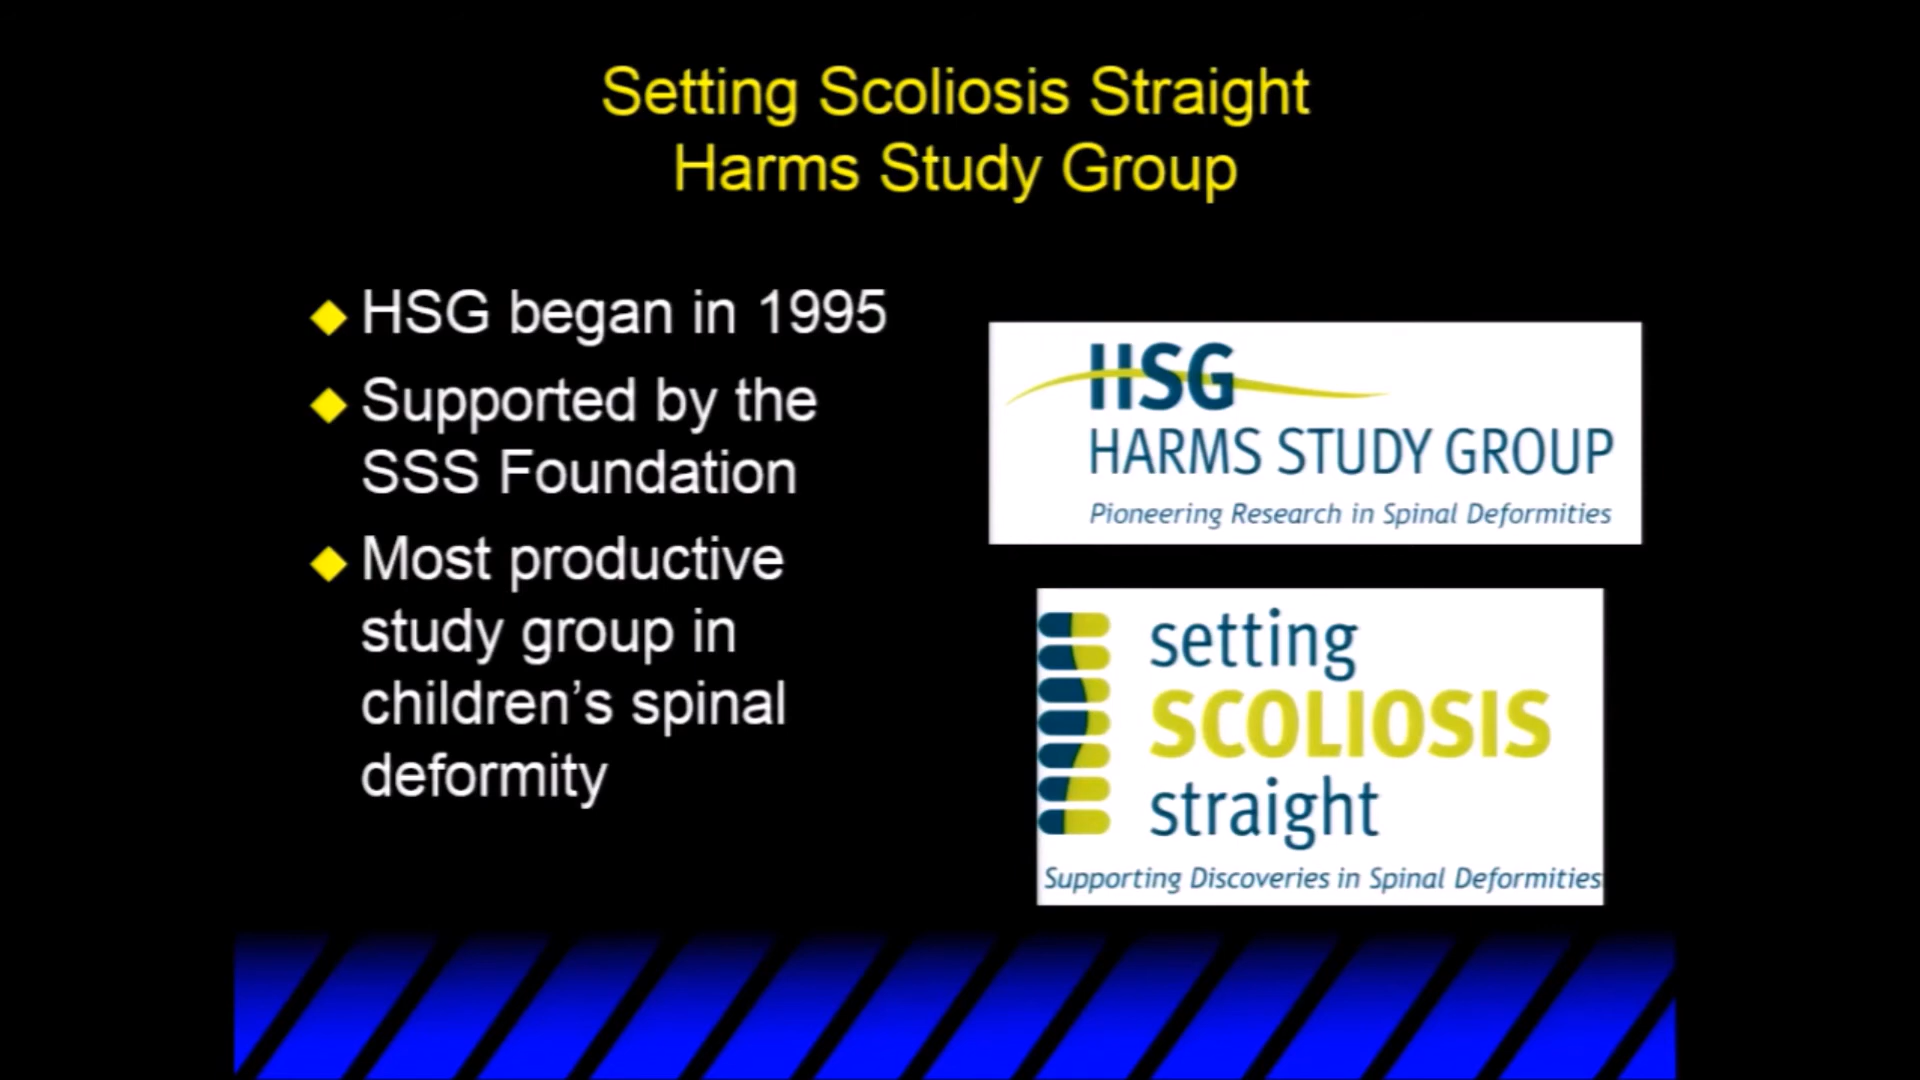 Setting Scoliosis Straight
Harms Study Group
HSG began in 1995
Supported by the
SSS Foundation
Most productive
study group in
children’s spinal
deformity
HSG
HARMS STUDY GROUP
Pioneering Research in Spinal Deformities
setting
SCOLIOSIS
straight
Supporting Discoveries in Spinal Deformities